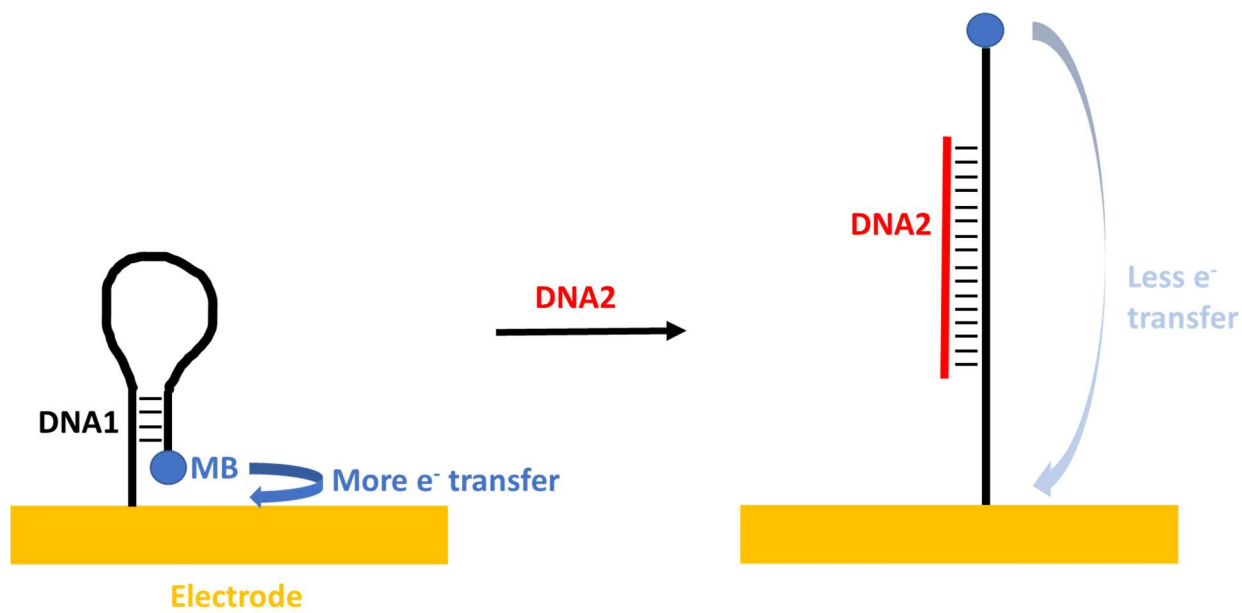 DNA1
MB
More e⁻ transfer
Electrode
DNA2
DNA2
Less e⁻
transfer